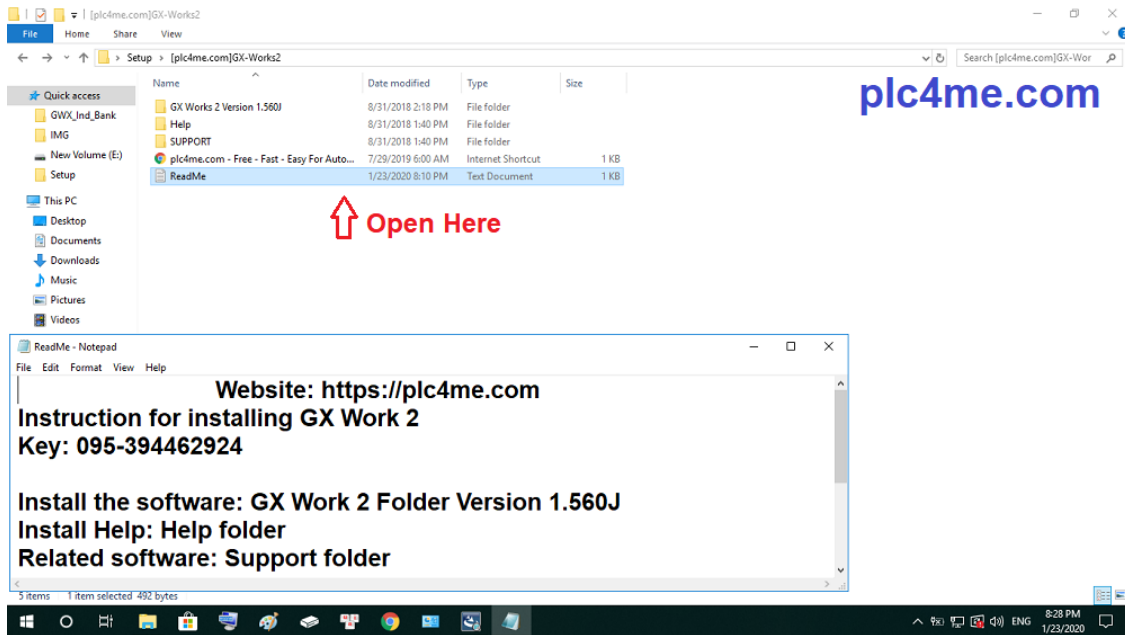 [plc4me.com]GX-Works2
File Home Share View
Setup > [plc4me.com]GX-Works2
Search [plc4me.com]GX-Wor
Name Date modified Type Size
plc4me.com
Quick access
GWX_Ind_Bank
IMG
New Volume (E:)
Setup
This PC
Desktop
Documents
Downloads
Music
Pictures
Videos
GX Works 2 Version 1.560J 8/31/2018 2:18 PM File folder
Help 8/31/2018 1:40 PM File folder
SUPPORT 8/31/2018 1:40 PM File folder
plc4me.com - Free - Fast - Easy For Auto... 7/29/2019 6:00 AM Internet Shortcut 1 KB
ReadMe 1/23/2020 8:10 PM Text Document 1 KB
Open Here
ReadMe - Notepad
File Edit Format View Help
Website: https://plc4me.com
Instruction for installing GX Work 2
Key: 095-394462924
Install the software: GX Work 2 Folder Version 1.560J
Install Help: Help folder
Related software: Support folder
5 items 1 item selected 492 bytes
ENG
8:28 PM
1/23/2020